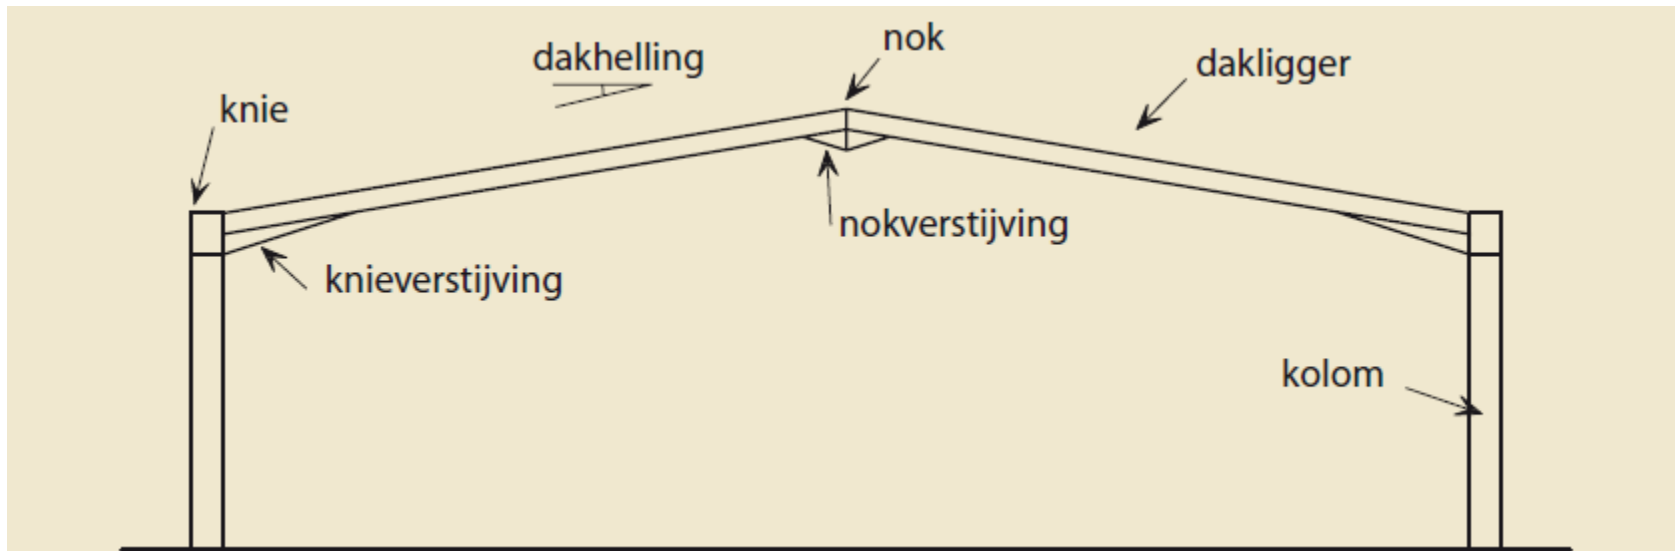 nok
dakhelling
dakligger
knie
nokverstijving
knieverstijving
kolom